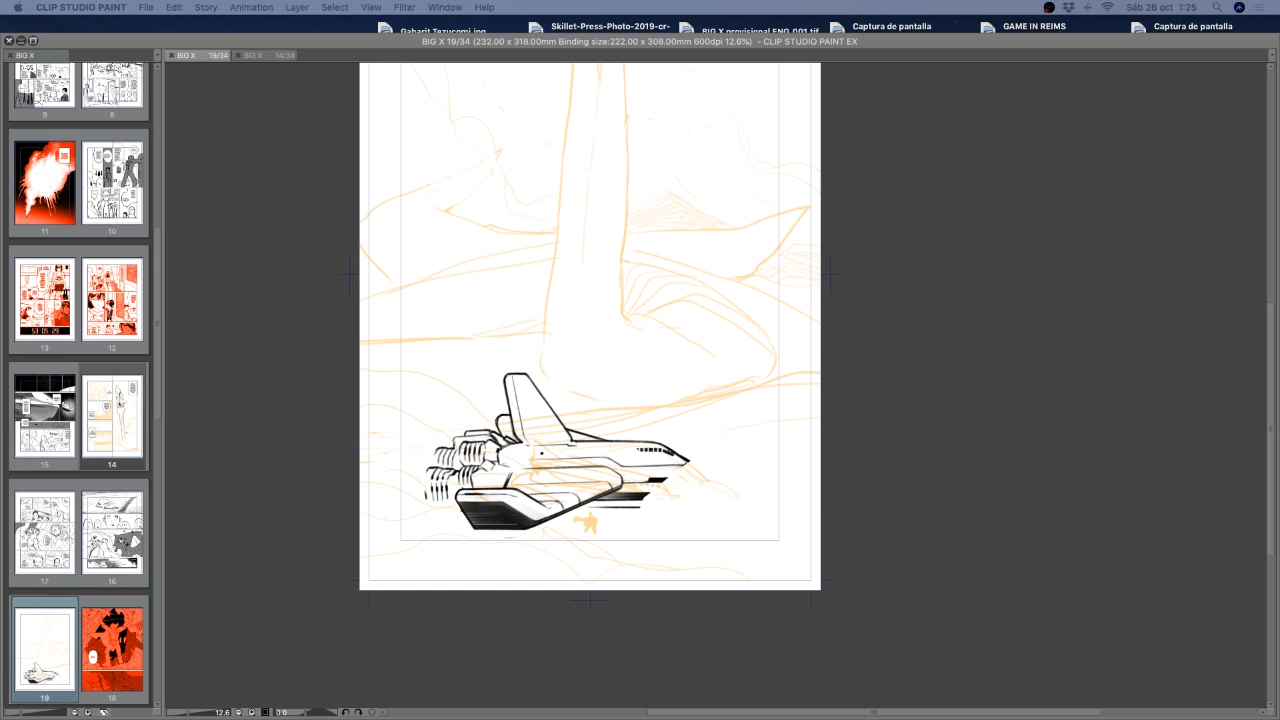 CLIP STUDIO PAINT File Edit Story Animation Layer Select View Filter Window Help Sáb 26 oct 1:25
Gabarit Tezucomi.jpg Skillet-Press-Photo-2019-cr- BIG X provisional ENG 001.tif Captura de pantalla GAME IN REIMS Captura de pantalla
BIG X 19/34 (232.00 x 318.00mm Binding size:222.00 x 308.00mm 600dpi 12.6%) - CLIP STUDIO PAINT EX
BIG X BIG X 19/34 BIG X 14/34
9 8
11 10
53 05 29
13 12
15 14
17 16
19 18
12.6 0.0